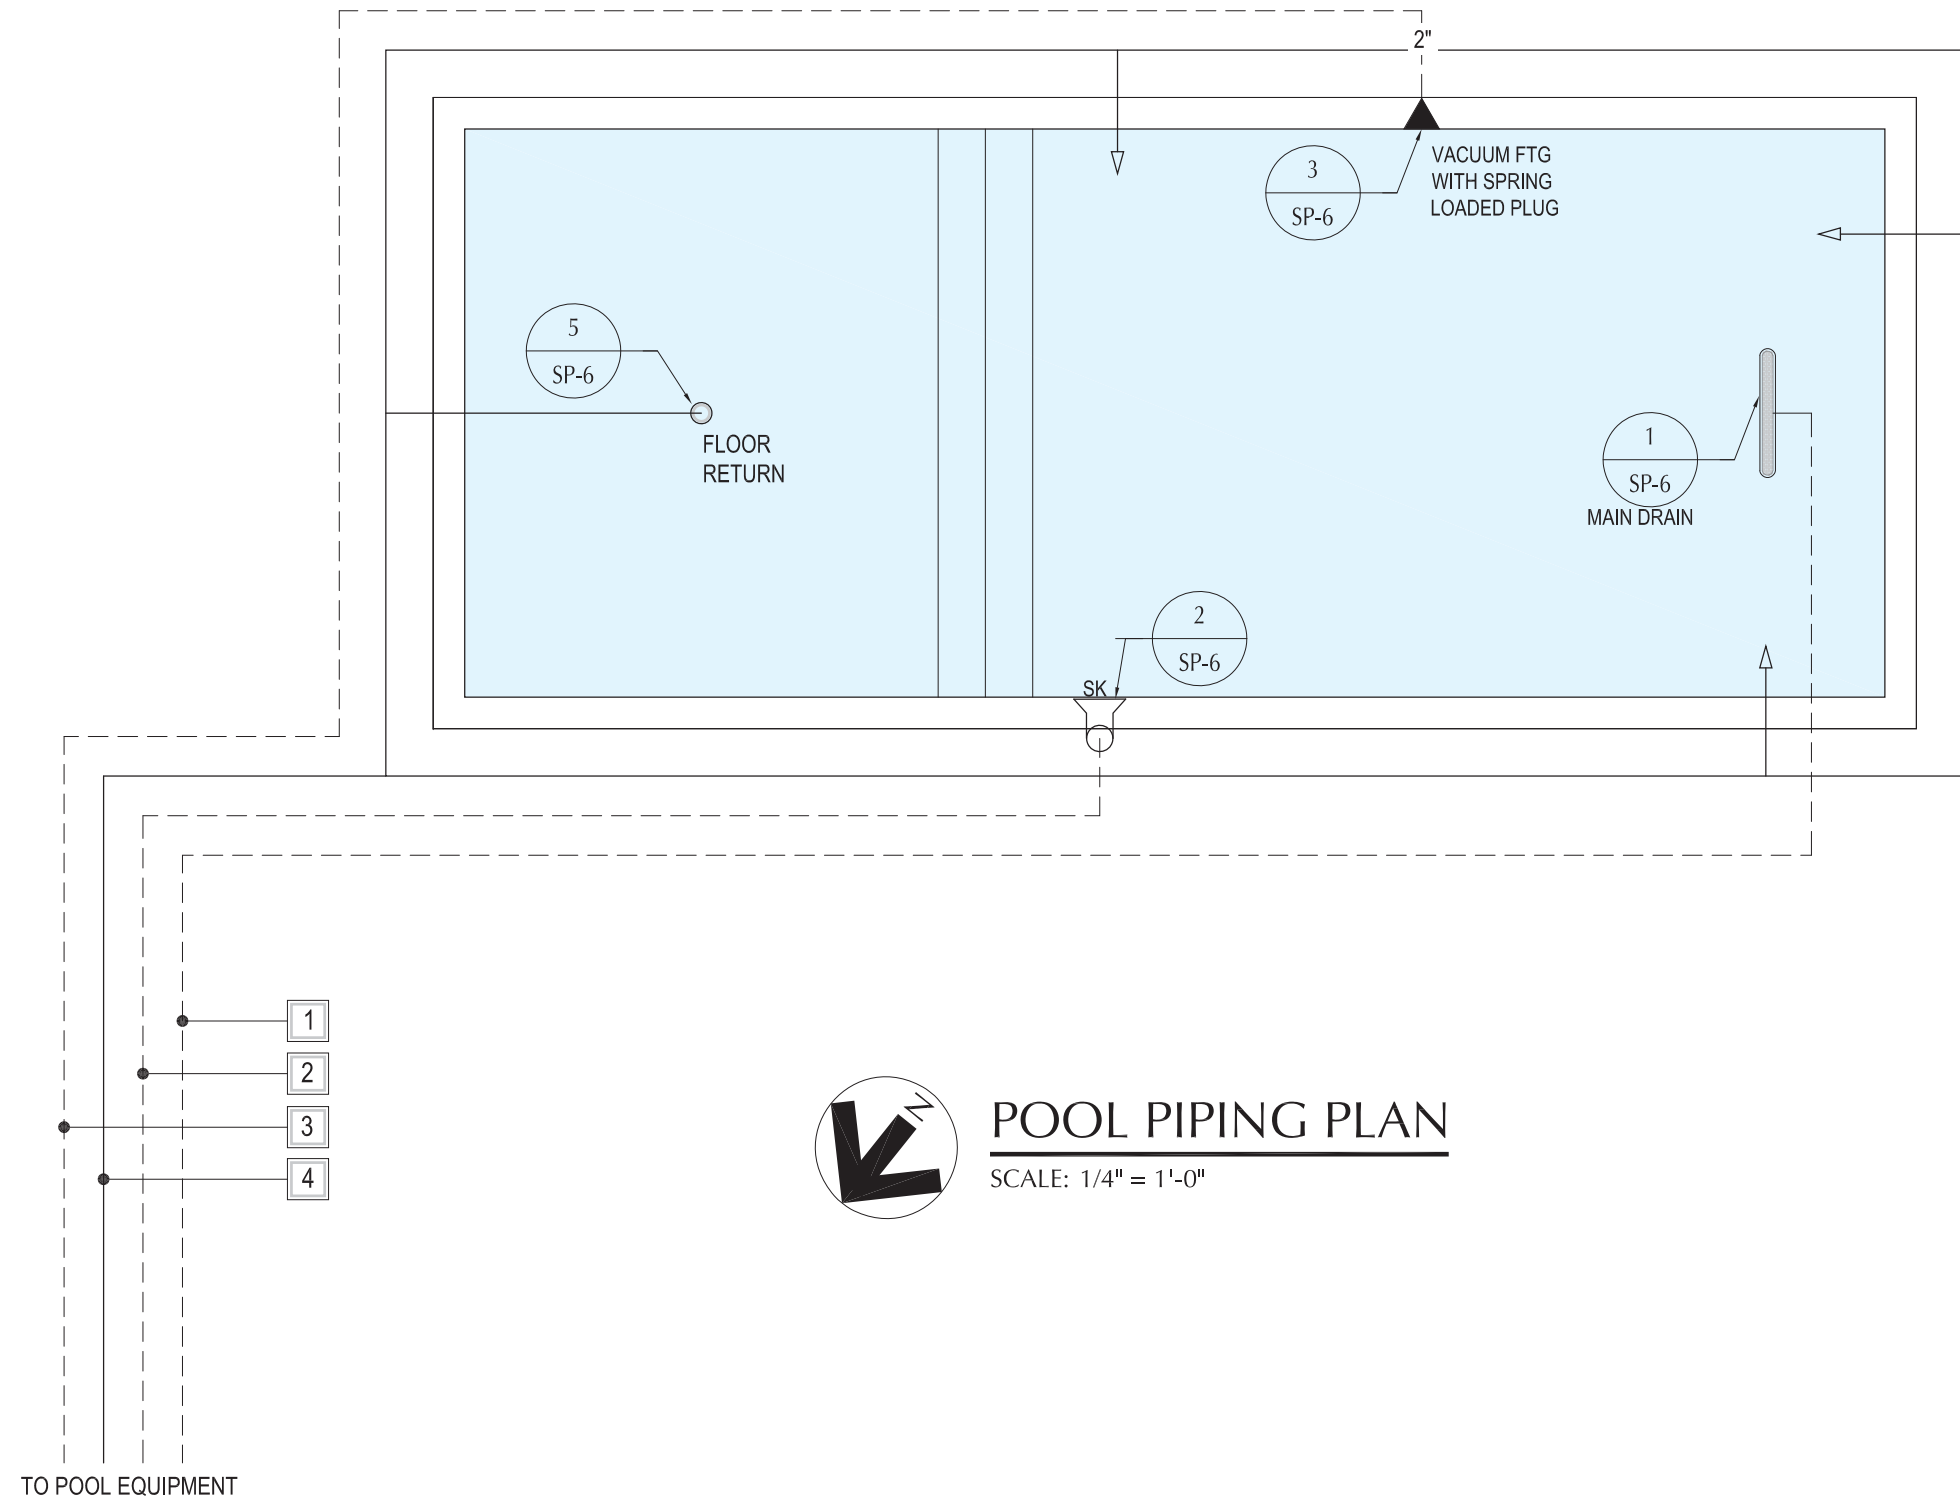 2"
3
SP-6
VACUUM FTG
WITH SPRING
LOADED PLUG
5
SP-6
FLOOR
RETURN
1
SP-6
MAIN DRAIN
2
SP-6
SK
1
2
3
4
N
POOL PIPING PLAN
SCALE: 1/4" = 1'-0"
TO POOL EQUIPMENT